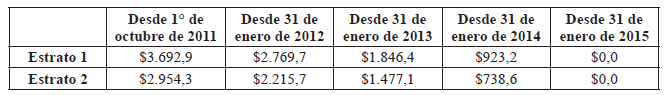 Desde 1° de octubre de 2011 Desde 31 de enero de 2012 Desde 31 de enero de 2013 Desde 31 de enero de 2014 Desde 31 de enero de 2015
Estrato 1 $3.692,9 $2.769,7 $1.846,4 $923,2 $0,0
Estrato 2 $2.954,3 $2.215,7 $1.477,1 $738,6 $0,0